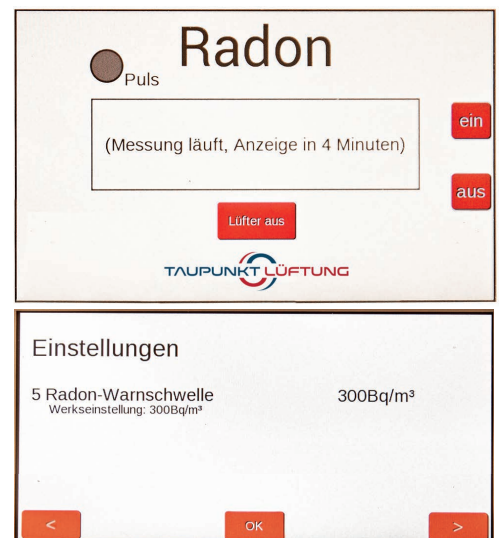 Radon
Puls
(Messung läuft, Anzeige in 4 Minuten)
ein
aus
Lüfter aus
TAUPUNKT LÜFTUNG
Einstellungen
5 Radon-Warnschwelle 300Bq/m³
Werkseinstellung: 300Bq/m³
< OK >